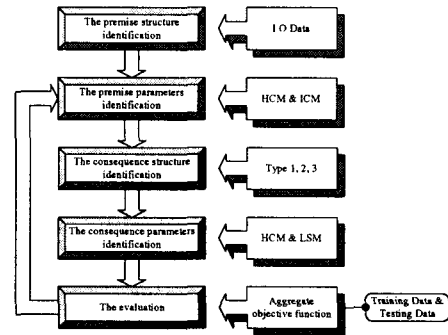 The premise structure
identification
I/O Data
The premise parameters
identification
HCM & ICM
The consequence structure
identification
Type 1, 2, 3
The consequence parameters
identification
HCM & LSM
The evaluation
Aggregate
objective function
Training Data &
Testing Data